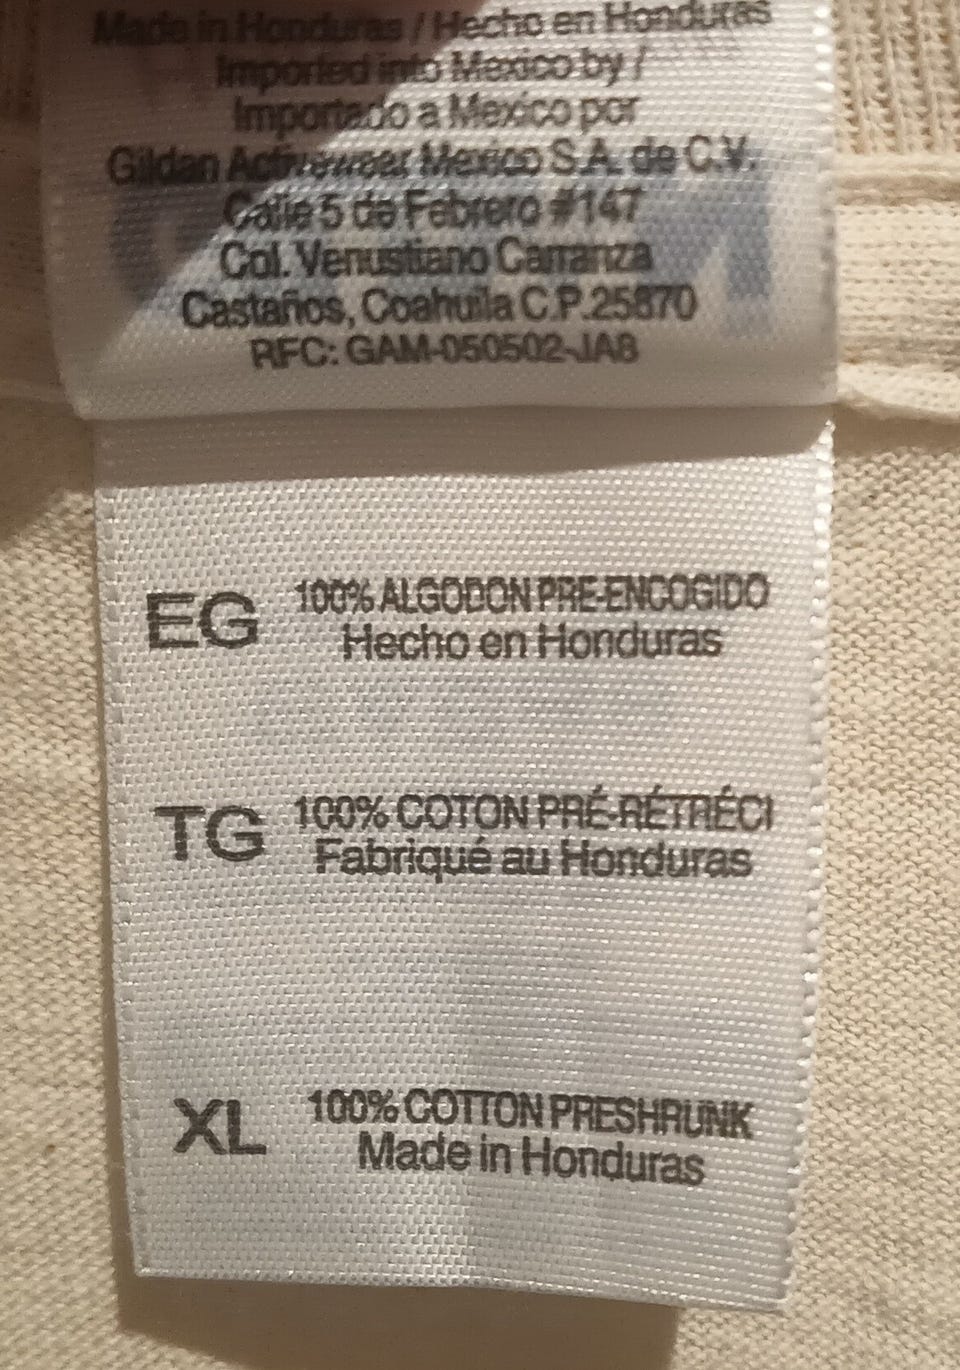 Made in Honduras / Hecho en Honduras
Imported into Mexico by /
Importado a Mexico por
Gildan Activewear Mexico S.A. de C.V.
Calle 5 de Febrero #147
Col. Venustiano Carranza
Castaños, Coahuila C.P.25870
RFC: GAM-050502-JA8
EG 100% ALGODON PRE-ENCOGIDO
Hecho en Honduras
TG 100% COTON PRÉ-RÉTRÉCI
Fabriqué au Honduras
XL 100% COTTON PRESHRUNK
Made in Honduras